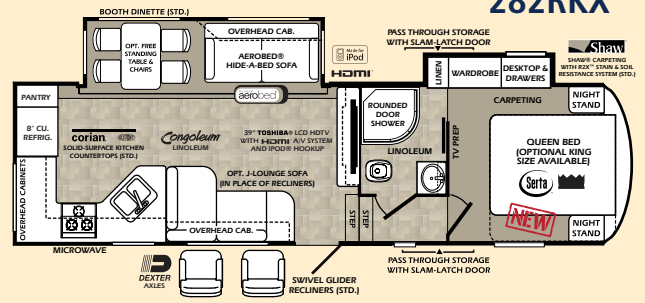 282RKX
BOOTH DINETTE (STD.)
OVERHEAD CAB.
OPT. FREE
STANDING
TABLE &
CHAIRS
AEROBED®
HIDE-A-BED SOFA
Made for
iPod
HDMI
PASS THROUGH STORAGE
WITH SLAM-LATCH DOOR
Shaw
SHAW® CARPETING
WITH R2X™ STAIN & SOIL
RESISTANCE SYSTEM (STD.)
LINEN
WARDROBE
DESKTOP &
DRAWERS
CARPETING
NIGHT
STAND
PANTRY
aerobed
8' CU.
REFRIG.
corian
SOLID-SURFACE KITCHEN
COUNTERTOPS (STD.)
Congoleum
LINOLEUM
39" TOSHIBA® LCD HDTV
WITH HDMI A/V SYSTEM
AND iPOD® HOOKUP
ROUNDED
DOOR
SHOWER
LINOLEUM
TV PREP
QUEEN BED
(OPTIONAL KING
SIZE AVAILABLE)
Serta
OPT. J-LOUNGE SOFA
(IN PLACE OF RECLINERS)
OVERHEAD CABINETS
OVERHEAD CAB.
STEP
STEP
NEW
NIGHT
STAND
MICROWAVE
DEXTER
AXLES
SWIVEL GLIDER
RECLINERS (STD.)
PASS THROUGH STORAGE
WITH SLAM-LATCH DOOR